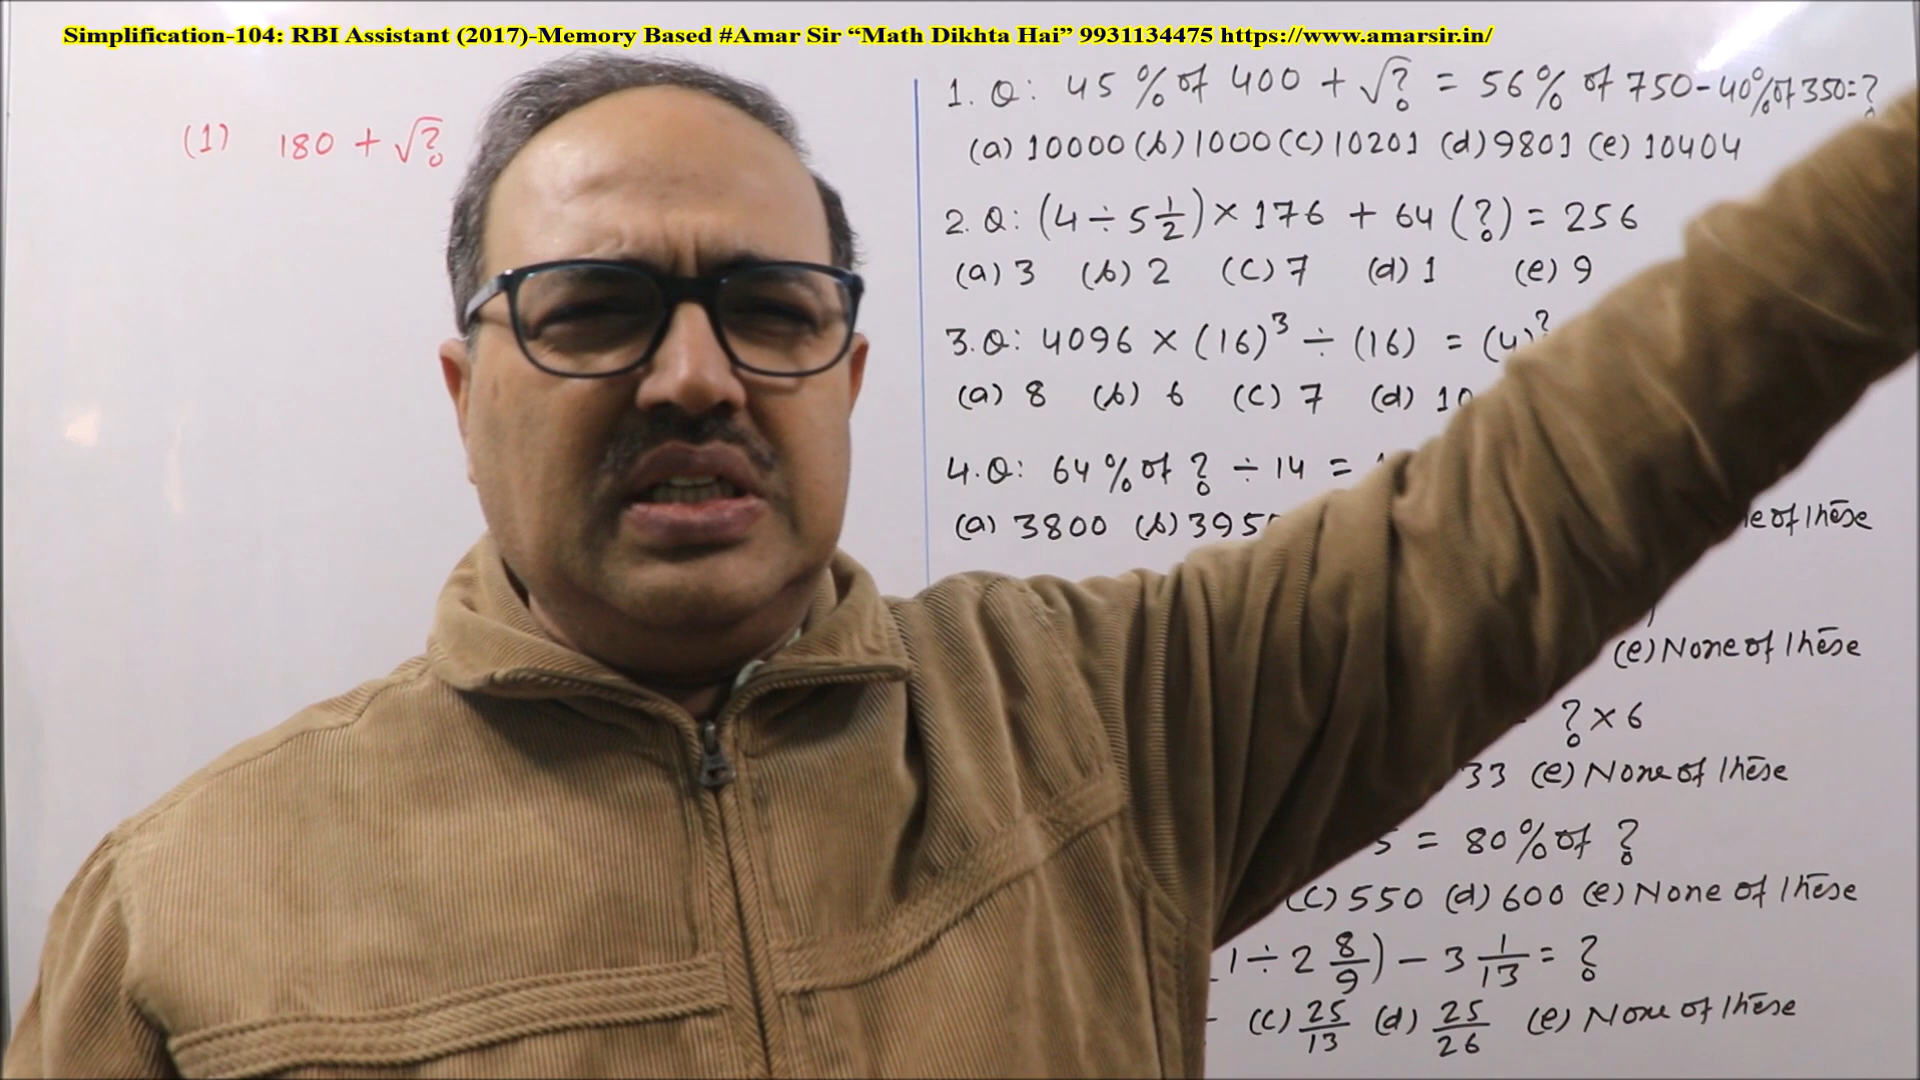 Simplification-104: RBI Assistant (2017)-Memory Based #Amar Sir “Math Dikhta Hai” 9931134475 https://www.amarsir.in/
(1) 180 + √?
1. Q: 45 % of 400 + √? = 56% of 750 - 40% of 350 = ?
(a) 10000 (b) 1000 (c) 10201 (d) 9801 (e) 10404
2. Q: (4 ÷ 5 1/2) × 176 + 64 (?) = 256
(a) 3 (b) 2 (c) 7 (d) 1 (e) 9
3. Q: 4096 × (16)³ ÷ (16) = (4)^?
(a) 8 (b) 6 (c) 7 (d) 10
4. Q: 64 % of ? ÷ 14 =
(a) 3800 (b) 395 of these
(e) None of these
? × 6
33 (e) None of these
5 = 80% of ?
(c) 550 (d) 600 (e) None of these
1 ÷ 2 8/9) - 3 1/13 = ?
(c) 25/13 (d) 25/26 (e) None of these